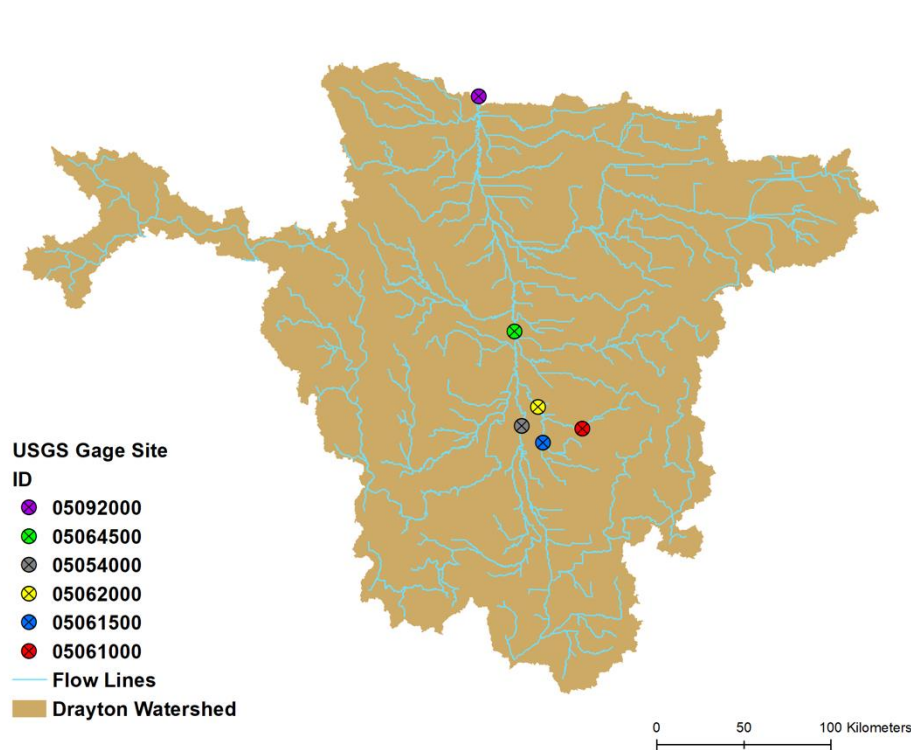 USGS Gage Site
ID
05092000
05064500
05054000
05062000
05061500
05061000
Flow Lines
Drayton Watershed
0 50 100 Kilometers